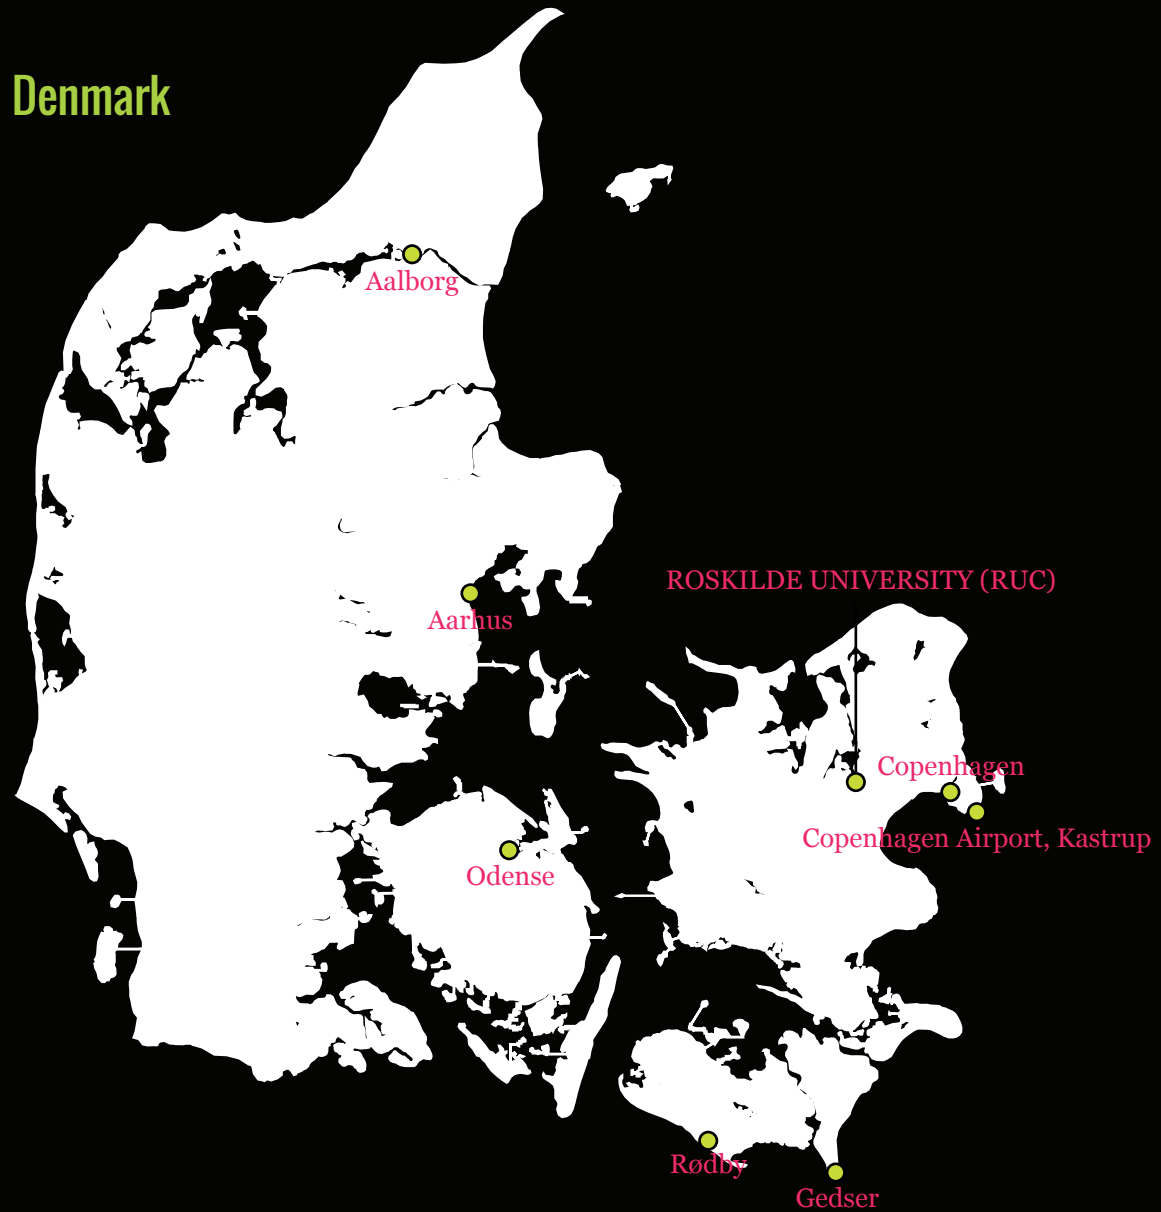 Denmark
Aalborg
ROSKILDE UNIVERSITY (RUC)
Aarhus
Copenhagen
Copenhagen Airport, Kastrup
Odense
Rødby
Gedser